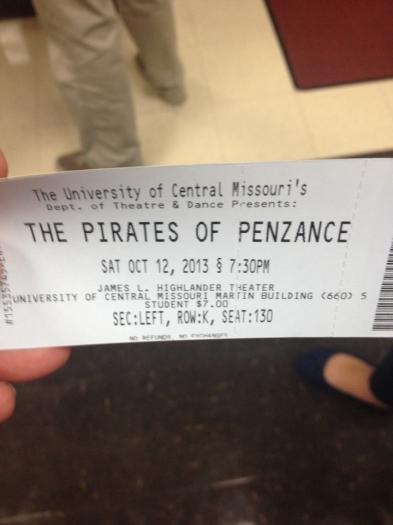 The University of Central Missouri's
Dept. of Theatre & Dance Presents:
THE PIRATES OF PENZANCE
SAT OCT 12, 2013 @ 7:30PM
JAMES L. HIGHLANDER THEATER
UNIVERSITY OF CENTRAL MISSOURI MARTIN BUILDING (660) 5
STUDENT $7.00
SEC:LEFT, ROW:K, SEAT:130
NO REFUNDS, NO EXCHANGES